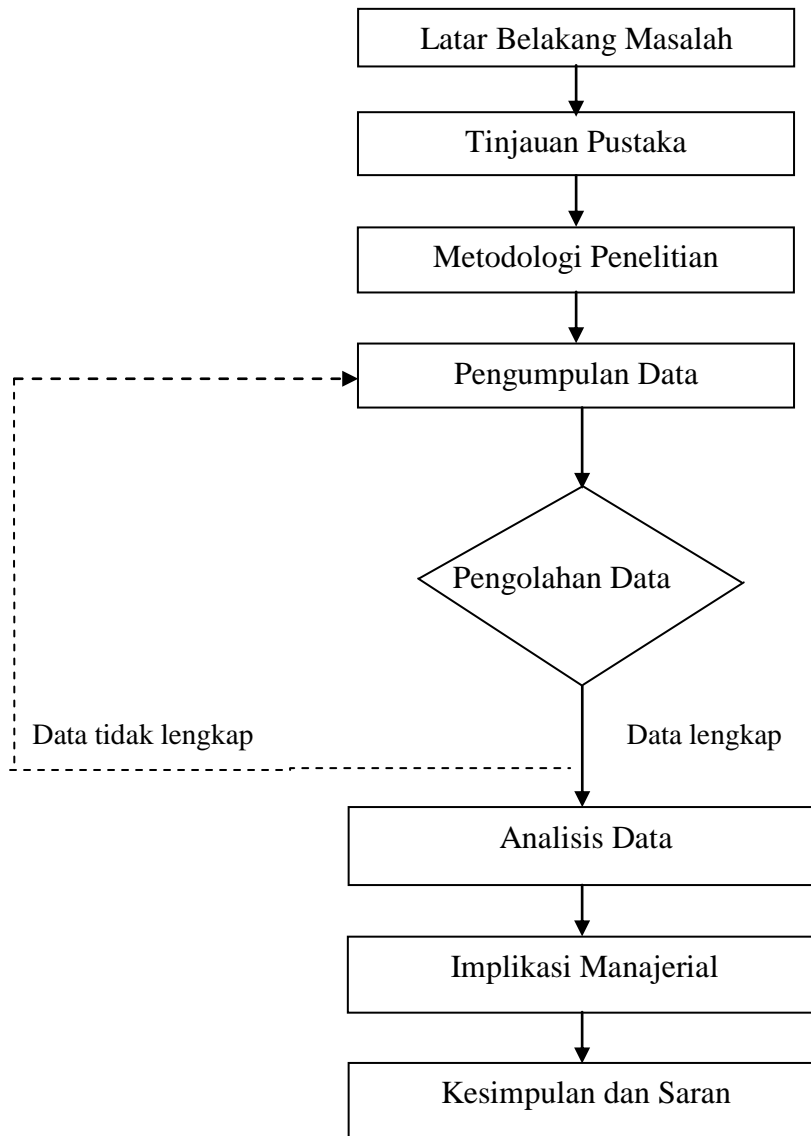 Latar Belakang Masalah
Tinjauan Pustaka
Metodologi Penelitian
Pengumpulan Data
Pengolahan Data
Data tidak lengkap
Data lengkap
Analisis Data
Implikasi Manajerial
Kesimpulan dan Saran